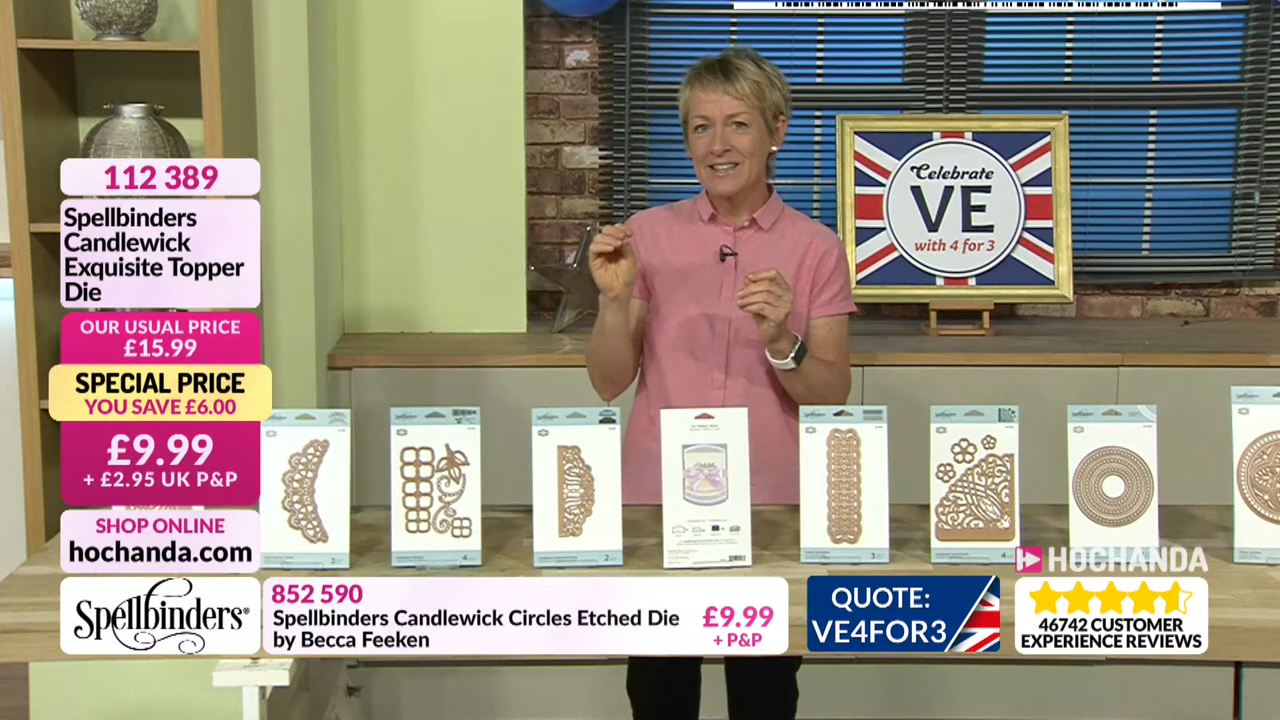 112 389
Spellbinders
Candlewick
Exquisite Topper
Die
OUR USUAL PRICE
£15.99
SPECIAL PRICE
YOU SAVE £6.00
£9.99
+ £2.95 UK P&P
SHOP ONLINE
hochanda.com
Celebrate
VE
with 4 for 3
HOCHANDA
Spellbinders®
852 590
Spellbinders Candlewick Circles Etched Die
by Becca Feeken
£9.99
+ P&P
QUOTE:
VE4FOR3
46742 CUSTOMER
EXPERIENCE REVIEWS